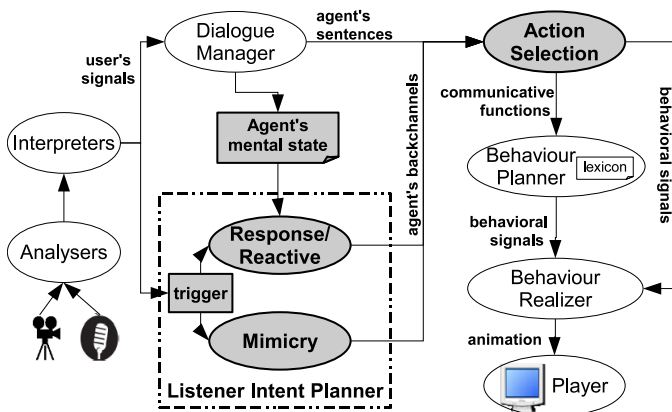 Dialogue
Manager
agent's
sentences
Action
Selection
user's
signals
communicative
functions
Interpreters
Agent's
mental state
agent's backchannels
behavioral signals
Behaviour
Planner
lexicon
Response/
Reactive
behavioral
signals
Analysers
trigger
Behaviour
Realizer
Mimicry
animation
Listener Intent Planner
Player